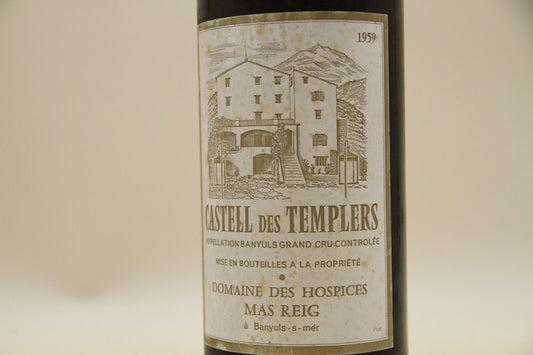 1959
CASTELL DES TEMPLERS
APPELLATION BANYULS GRAND CRU CONTROLÉE
MISE EN BOUTEILLES A LA PROPRIÉTÉ
DOMAINE DES HOSPICES
MAS REIG
à Banyuls-s-mer